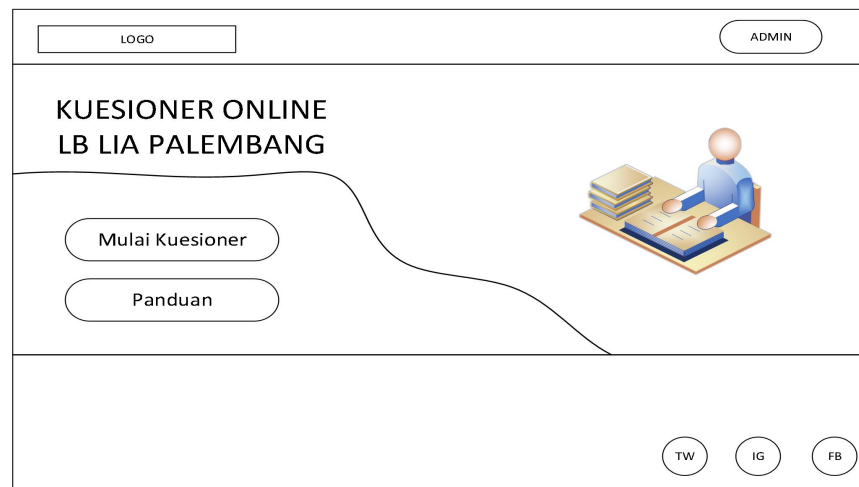 LOGO
ADMIN
KUESIONER ONLINE
LB LIA PALEMBANG
Mulai Kuesioner
Panduan
TW
IG
FB